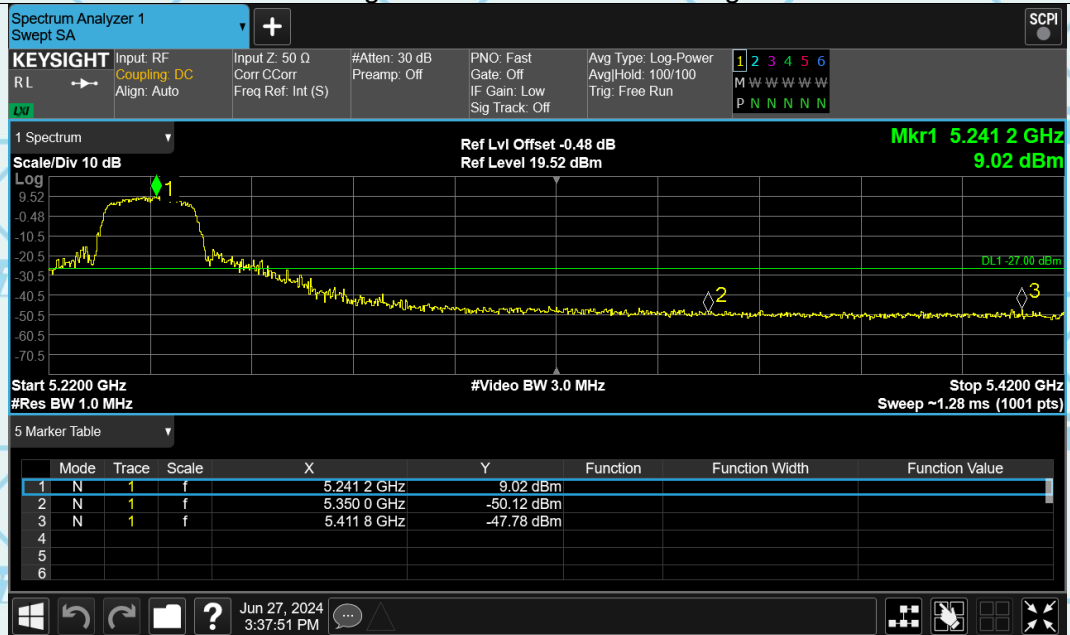 Spectrum Analyzer 1
Swept SA
+
SCPI
KEYSIGHT
RL
LXI
Input: RF
Coupling: DC
Align: Auto
Input Z: 50 Ω
Corr CCorr
Freq Ref: Int (S)
#Atten: 30 dB
Preamp: Off
PNO: Fast
Gate: Off
IF Gain: Low
Sig Track: Off
Avg Type: Log-Power
Avg|Hold: 100/100
Trig: Free Run
1 2 3 4 5 6
M W W W W W
P N N N N N
1 Spectrum
Scale/Div 10 dB
Ref Lvl Offset -0.48 dB
Ref Level 19.52 dBm
Mkr1 5.241 2 GHz
9.02 dBm
Log
9.52
-0.48
-10.5
-20.5
-30.5
-40.5
-50.5
-60.5
-70.5
1
DL1 -27.00 dBm
2
3
Start 5.2200 GHz
#Res BW 1.0 MHz
#Video BW 3.0 MHz
Stop 5.4200 GHz
Sweep ~1.28 ms (1001 pts)
5 Marker Table
Mode Trace Scale X Y Function Function Width Function Value
1 N 1 f 5.241 2 GHz 9.02 dBm
2 N 1 f 5.350 0 GHz -50.12 dBm
3 N 1 f 5.411 8 GHz -47.78 dBm
4
5
6
?
Jun 27, 2024
3:37:51 PM